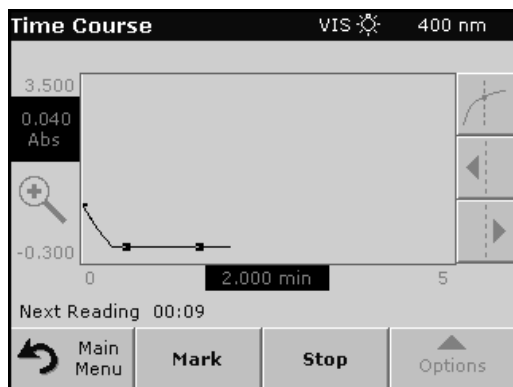 Time Course VIS 400 nm
3.500
0.040
Abs
-0.300
0 2.000 min 5
Next Reading 00:09
Main
Menu
Mark
Stop
Options